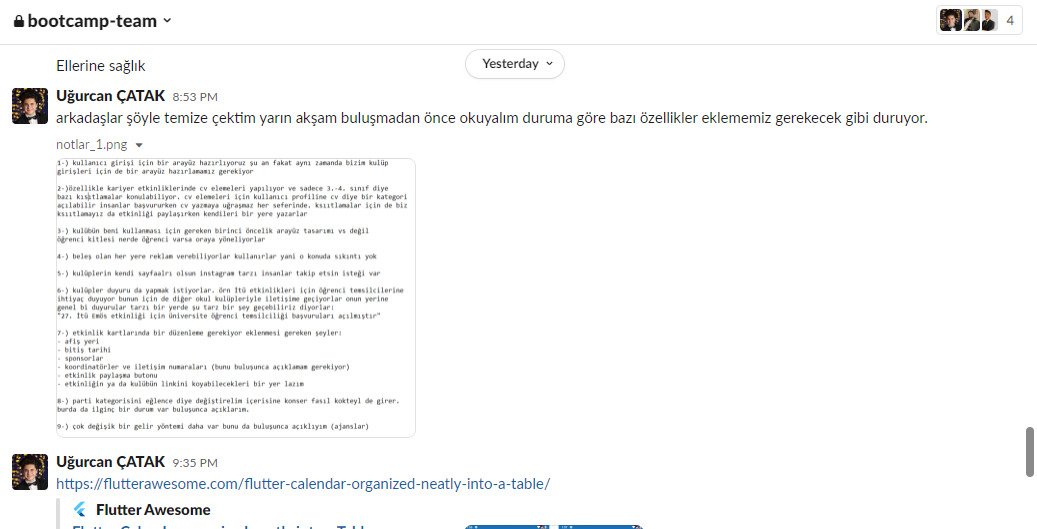 bootcamp-team
4
Ellerine sağlık
Yesterday
Uğurcan ÇATAK 8:53 PM
arkadaşlar şöyle temize çektim yarın akşam buluşmadan önce okuyalım duruma göre bazı özellikler eklememiz gerekecek gibi duruyor.
notlar_1.png
1-) kullanıcı girişi için bir arayüz hazırlıyoruz şu an fakat aynı zamanda bizim kulüp
girişleri için de bir arayüz hazırlamamız gerekiyor
2-)özellikle kariyer etkinliklerinde cv elemeleri yapılıyor ve sadece 3.-4. sınıf diye
bazı kısıtlamalar konulabiliyor. cv elemeleri için kullanıcı profiline cv diye bir kategori
açılabilir insanlar başvururken cv yazmaya uğraşmaz her seferinde. ksııtlamalar için de biz
ksııtlamayız da etkinliği paylaşırken kendileri bir yere yazarlar
3-) kulübün beni kullanması için gereken birinci öncelik arayüz tasarımı vs değil
öğrenci kitlesi nerde öğrenci varsa oraya yöneliyorlar
4-) beleş olan her yere reklam verebiliyorlar kullanırlar yani o konuda sıkıntı yok
5-) kulüplerin kendi sayfaalrı olsun instagram tarzı insanlar takip etsin isteği var
6-) kulüpler duyuru da yapmak istiyorlar. örn İtü etkinlikleri için öğrenci temsilcilerine
ihtiyaç duyuyor bunun için de diğer okul kulüpleriyle iletişime geçiyorlar onun yerine
genel bi duyurular tarzı bir yerde şu tarz bir şey geçebiliriz diyorlar:
"27. İtü Emös etkinliği için üniversite öğrenci temsilciliği başvuruları açılmıştır"
7-) etkinlik kartlarında bir düzenleme gerekiyor eklenmesi gereken şeyler:
- afiş yeri
- bitiş tarihi
- sponsorlar
- koordinatörler ve iletişim numaraları (bunu buluşunca açıklamam gerekiyor)
- etkinlik paylaşma butonu
- etkinliğin ya da kulübün linkini koyabilecekleri bir yer lazım
8-) parti kategorisini eğlence diye değiştirelim içerisine konser fasıl kokteyl de girer.
burda da ilginç bir durum var buluşunca açıklarım.
9-) çok değişik bir gelir yöntemi daha var bunu da buluşunca açıklıyım (ajanslar)
Uğurcan ÇATAK 9:35 PM
https://flutterawesome.com/flutter-calendar-organized-neatly-into-a-table/
Flutter Awesome